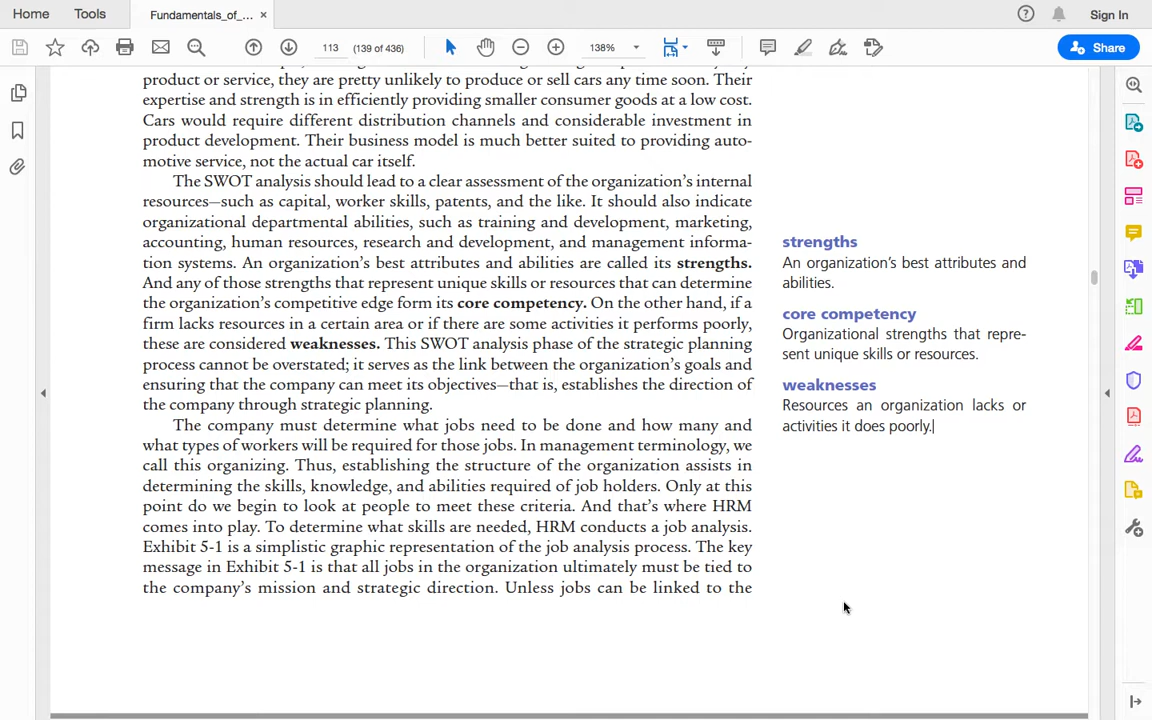 Home Tools Fundamentals_of_... × Sign In
113 (139 of 436) 138% Share
product or service, they are pretty unlikely to produce or sell cars any time soon. Their
expertise and strength is in efficiently providing smaller consumer goods at a low cost.
Cars would require different distribution channels and considerable investment in
product development. Their business model is much better suited to providing auto-
motive service, not the actual car itself.
The SWOT analysis should lead to a clear assessment of the organization's internal
resources—such as capital, worker skills, patents, and the like. It should also indicate
organizational departmental abilities, such as training and development, marketing,
accounting, human resources, research and development, and management informa-
tion systems. An organization's best attributes and abilities are called its strengths.
And any of those strengths that represent unique skills or resources that can determine
the organization's competitive edge form its core competency. On the other hand, if a
firm lacks resources in a certain area or if there are some activities it performs poorly,
these are considered weaknesses. This SWOT analysis phase of the strategic planning
process cannot be overstated; it serves as the link between the organization's goals and
ensuring that the company can meet its objectives—that is, establishes the direction of
the company through strategic planning.
The company must determine what jobs need to be done and how many and
what types of workers will be required for those jobs. In management terminology, we
call this organizing. Thus, establishing the structure of the organization assists in
determining the skills, knowledge, and abilities required of job holders. Only at this
point do we begin to look at people to meet these criteria. And that's where HRM
comes into play. To determine what skills are needed, HRM conducts a job analysis.
Exhibit 5-1 is a simplistic graphic representation of the job analysis process. The key
message in Exhibit 5-1 is that all jobs in the organization ultimately must be tied to
the company's mission and strategic direction. Unless jobs can be linked to the
strengths
An organization's best attributes and
abilities.
core competency
Organizational strengths that repre-
sent unique skills or resources.
weaknesses
Resources an organization lacks or
activities it does poorly.